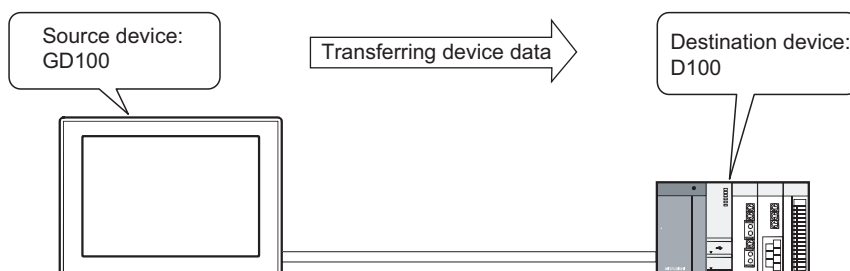 Source device:
GD100
Transferring device data
Destination device:
D100